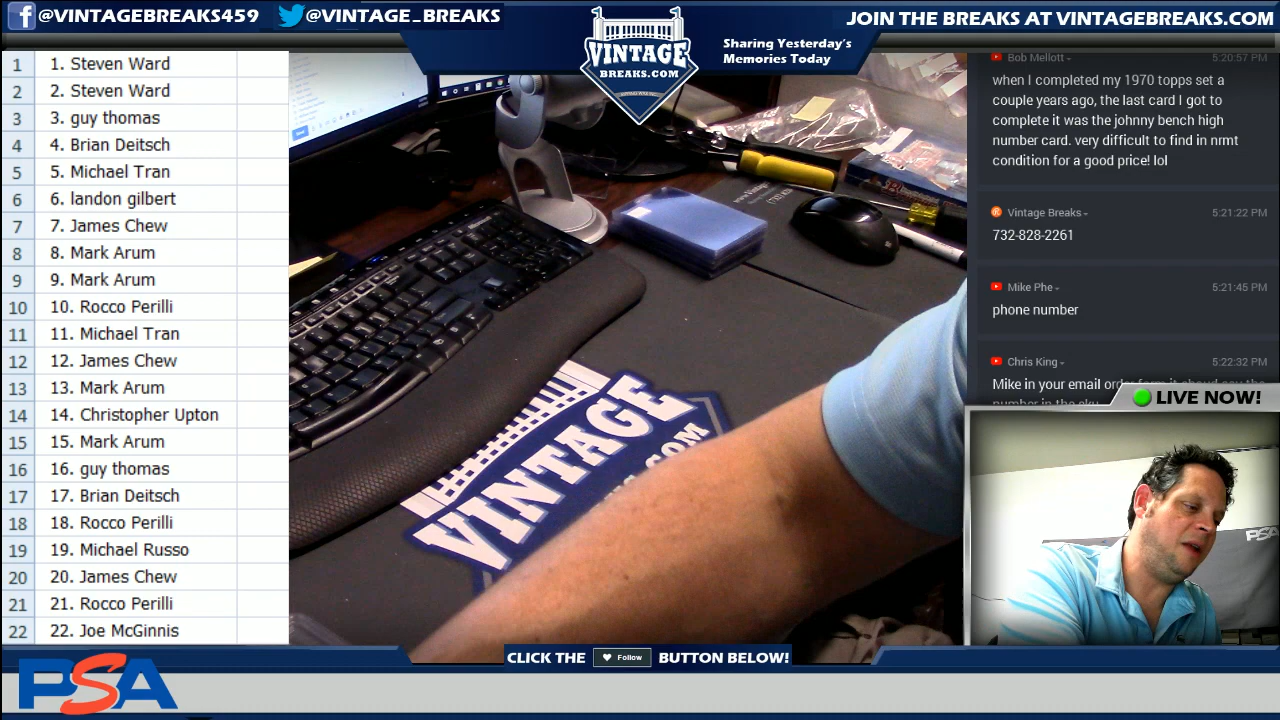 @VINTAGEBREAKS459
@VINTAGE_BREAKS
VINTAGE
BREAKS.COM
Sharing Yesterday's
Memories Today
JOIN THE BREAKS AT VINTAGEBREAKS.COM
1 1. Steven Ward
2 2. Steven Ward
3 3. guy thomas
4 4. Brian Deitsch
5 5. Michael Tran
6 6. landon gilbert
7 7. James Chew
8 8. Mark Arum
9 9. Mark Arum
10 10. Rocco Perilli
11 11. Michael Tran
12 12. James Chew
13 13. Mark Arum
14 14. Christopher Upton
15 15. Mark Arum
16 16. guy thomas
17 17. Brian Deitsch
18 18. Rocco Perilli
19 19. Michael Russo
20 20. James Chew
21 21. Rocco Perilli
22 22. Joe McGinnis
VINTAGE
.COM
Bob Mellott 5:20:57 PM
when I completed my 1970 topps set a
couple years ago, the last card I got to
complete it was the johnny bench high
number card. very difficult to find in nrmt
condition for a good price! lol
Vintage Breaks 5:21:22 PM
732-828-2261
Mike Phe 5:21:45 PM
phone number
Chris King 5:22:32 PM
Mike in your email
LIVE NOW!
PSA
CLICK THE Follow BUTTON BELOW!
PSA